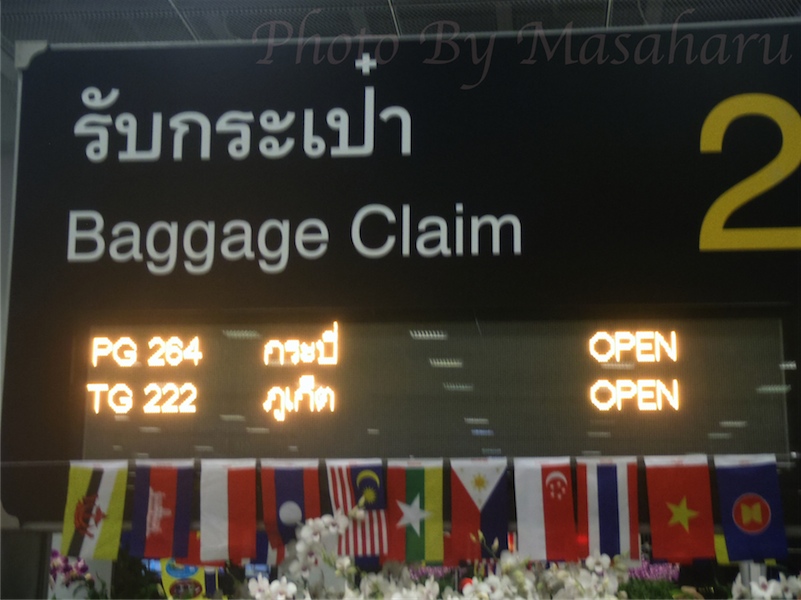 Photo By Masaharu
รับกระเป๋า
Baggage Claim
2
PG 264 กระบี่ OPEN
TG 222 ภูเก็ต OPEN